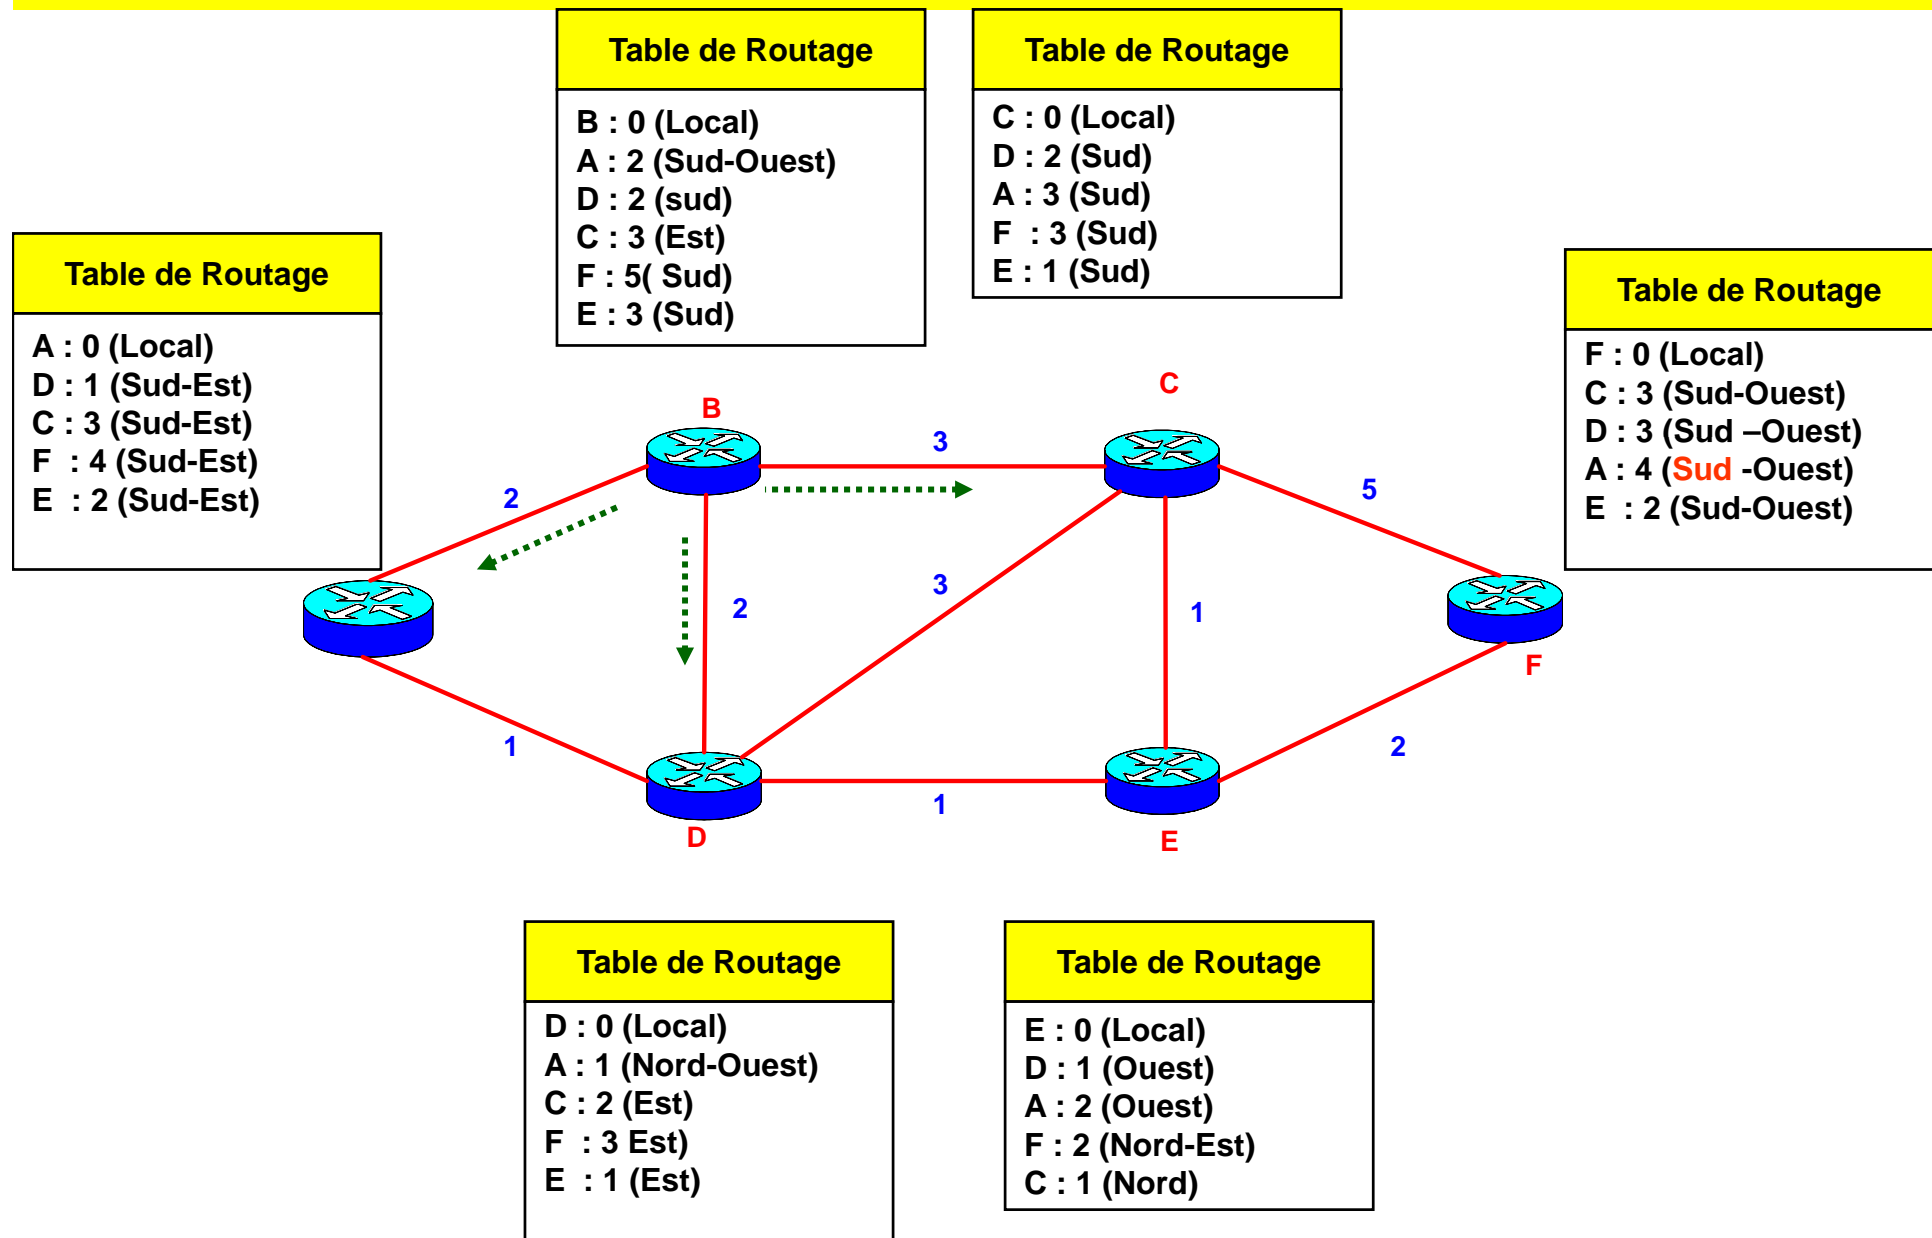 Table de Routage
B : 0 (Local)
A : 2 (Sud-Ouest)
D : 2 (sud)
C : 3 (Est)
F : 5( Sud)
E : 3 (Sud)
Table de Routage
C : 0 (Local)
D : 2 (Sud)
A : 3 (Sud)
F : 3 (Sud)
E : 1 (Sud)
Table de Routage
A : 0 (Local)
D : 1 (Sud-Est)
C : 3 (Sud-Est)
F : 4 (Sud-Est)
E : 2 (Sud-Est)
Table de Routage
F : 0 (Local)
C : 3 (Sud-Ouest)
D : 3 (Sud –Ouest)
A : 4 (Sud -Ouest)
E : 2 (Sud-Ouest)
B
C
3
2
5
3
2
1
F
1
2
1
D
E
Table de Routage
D : 0 (Local)
A : 1 (Nord-Ouest)
C : 2 (Est)
F : 3 Est)
E : 1 (Est)
Table de Routage
E : 0 (Local)
D : 1 (Ouest)
A : 2 (Ouest)
F : 2 (Nord-Est)
C : 1 (Nord)